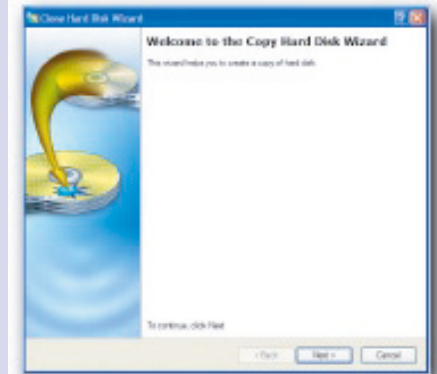 Clone Hard Disk Wizard
Welcome to the Copy Hard Disk Wizard
This wizard helps you to create a copy of hard disk.
To continue, click Next
< Back
Next >
Cancel